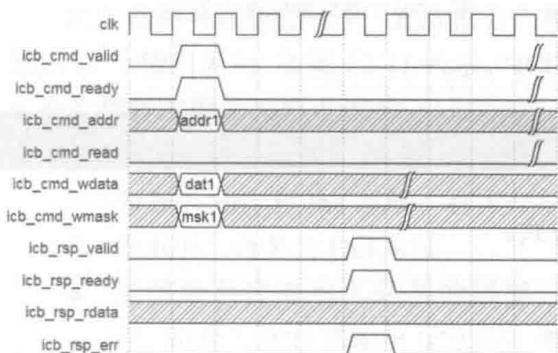 clk
icb_cmd_valid
icb_cmd_ready
icb_cmd_addr addr1
icb_cmd_read
icb_cmd_wdata dat1
icb_cmd_wmask msk1
icb_rsp_valid
icb_rsp_ready
icb_rsp_rdata
icb_rsp_err